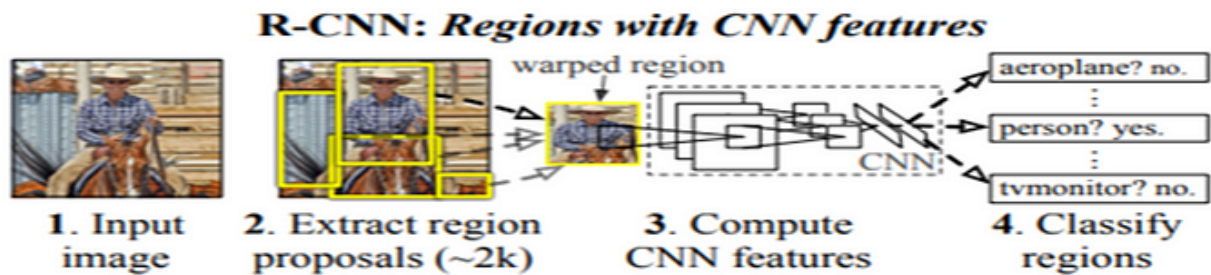 R-CNN: Regions with CNN features
warped region
aeroplane? no.
⋮
person? yes.
⋮
tvmonitor? no.
CNN
1. Input
image
2. Extract region
proposals (~2k)
3. Compute
CNN features
4. Classify
regions